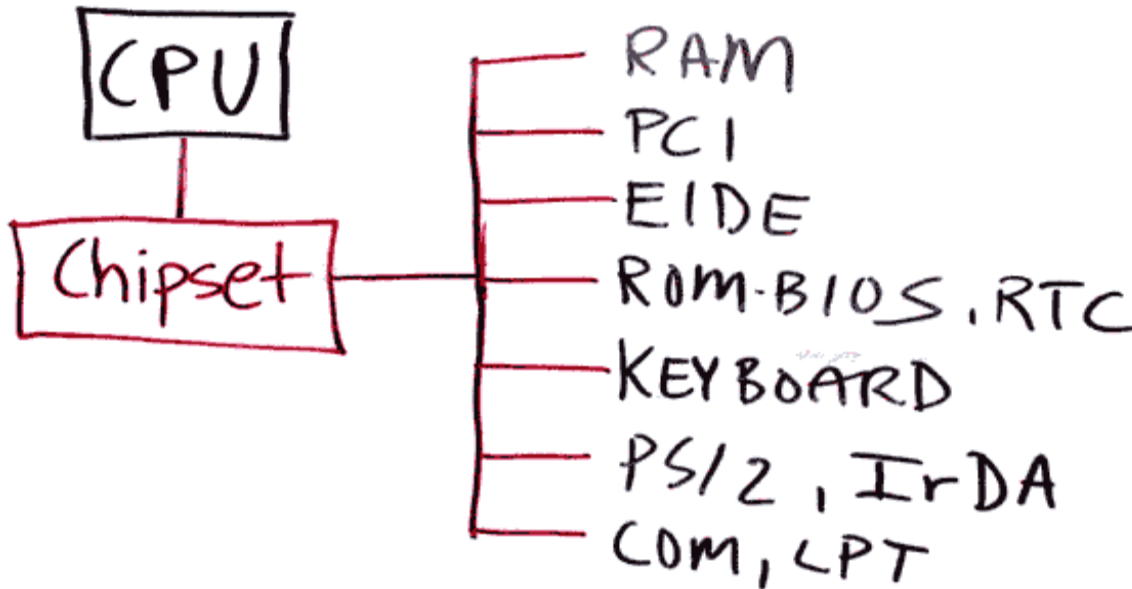 CPU
Chipset
RAM
PCI
EIDE
ROM-BIOS, RTC
KEYBOARD
PS/2, IrDA
COM, LPT